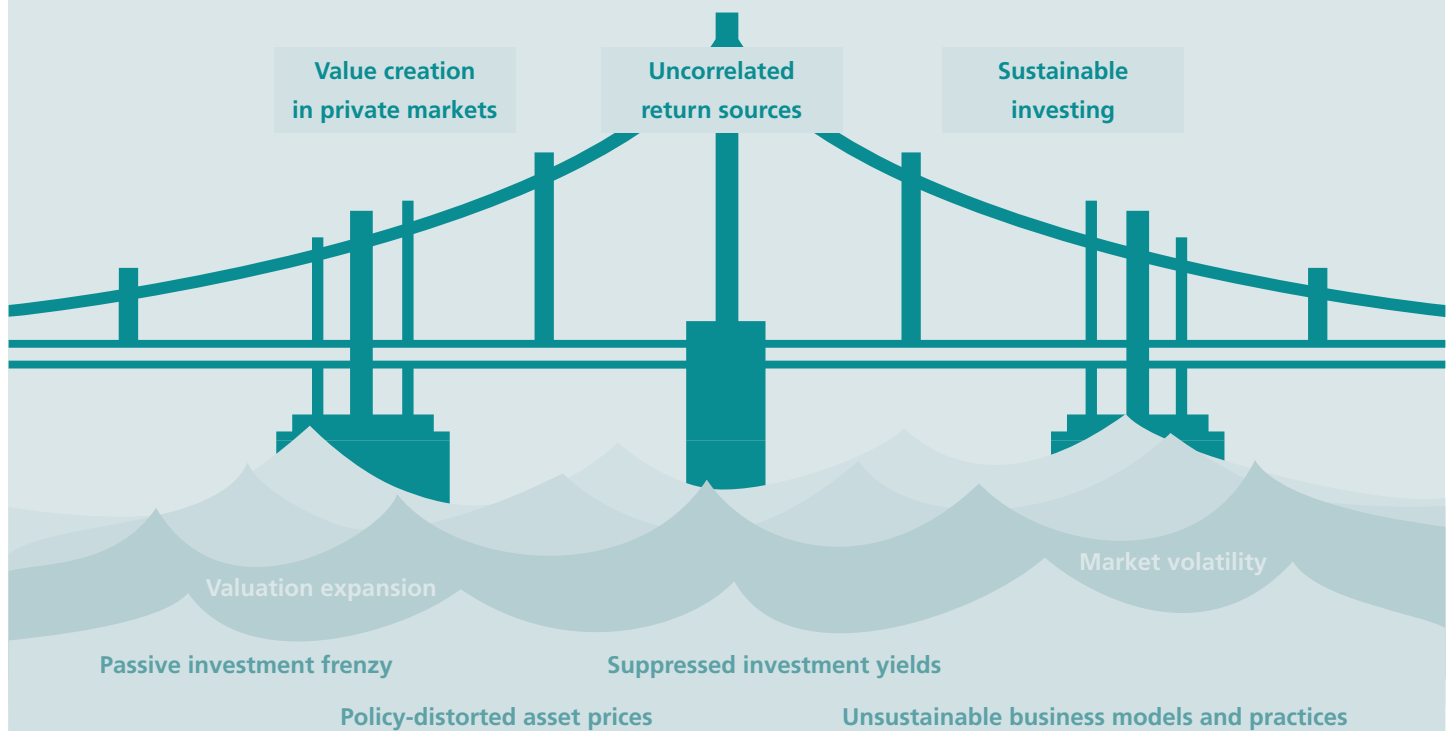 Value creation
in private markets
Uncorrelated
return sources
Sustainable
investing
Market volatility
Valuation expansion
Passive investment frenzy
Suppressed investment yields
Policy-distorted asset prices
Unsustainable business models and practices